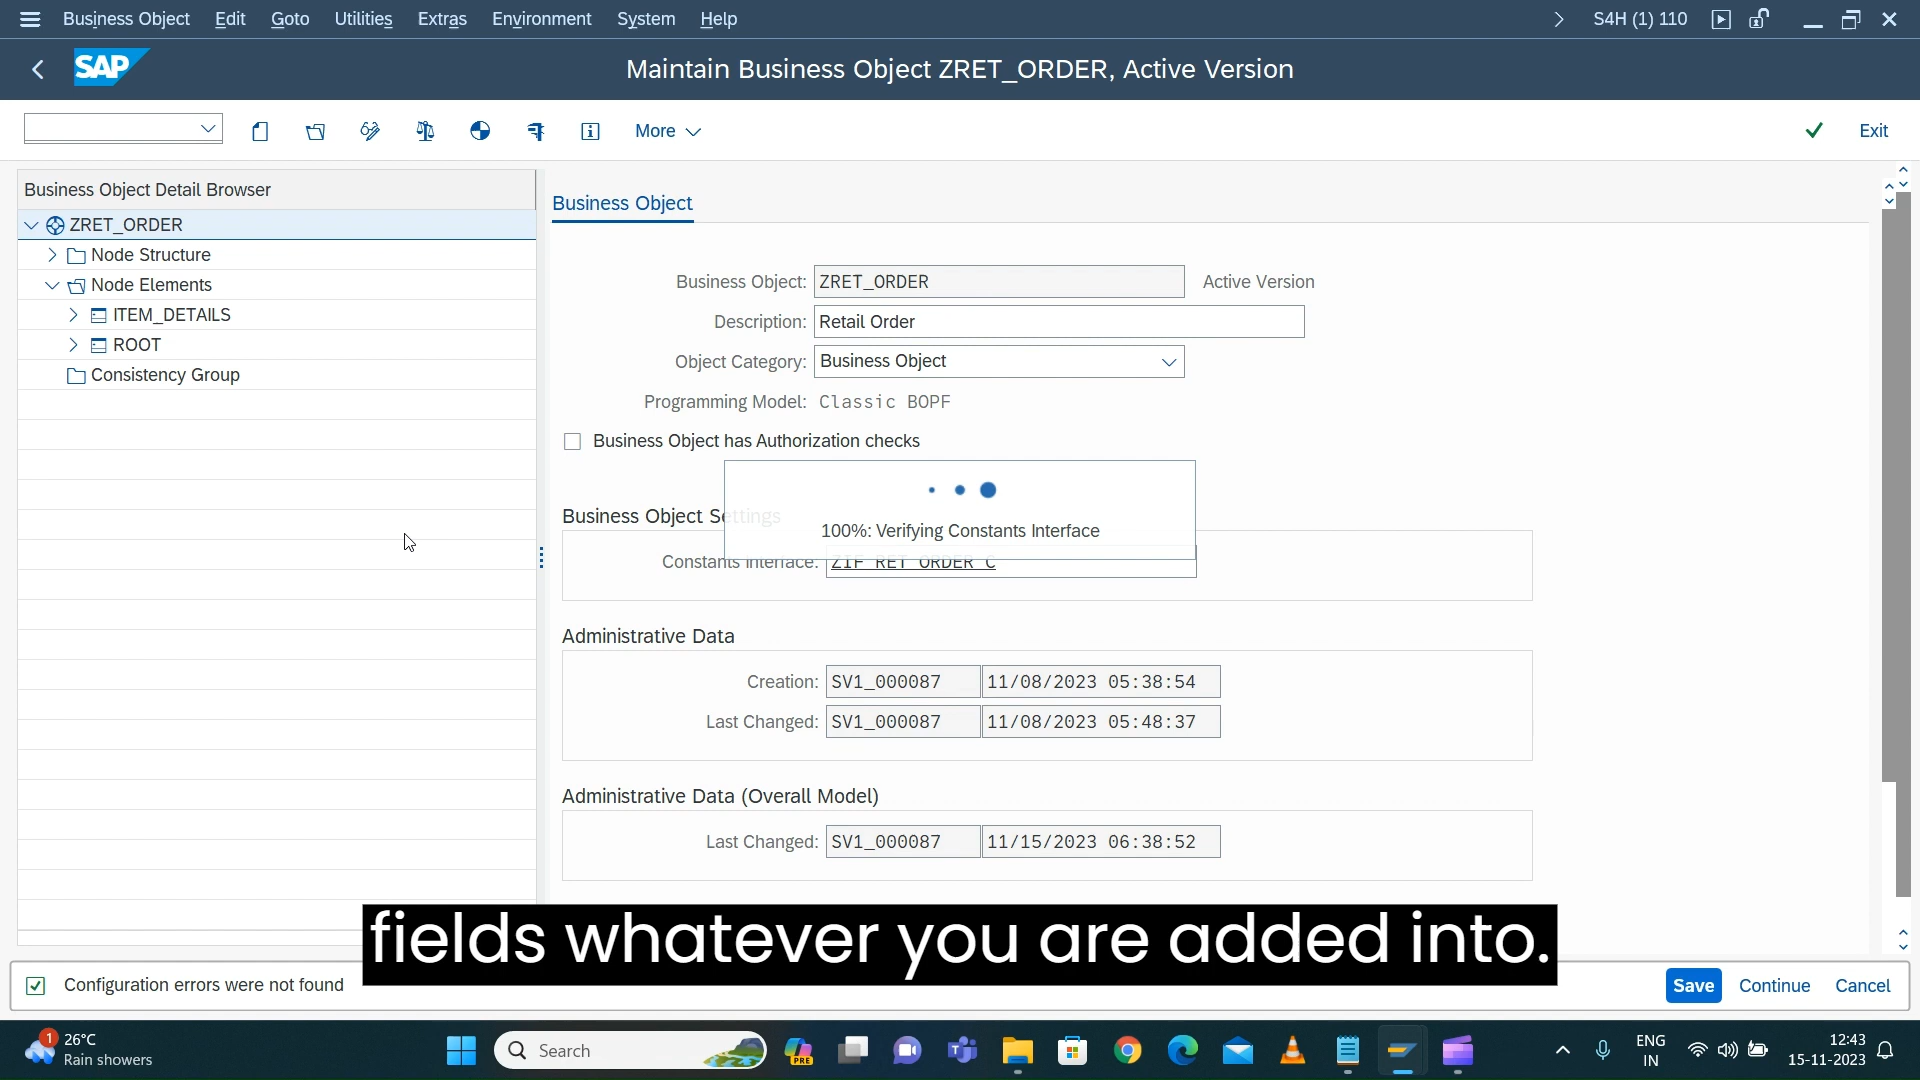 Business Object Edit Goto Utilities Extras Environment System Help S4H (1) 110
SAP Maintain Business Object ZRET_ORDER, Active Version
More Exit
Business Object Detail Browser
ZRET_ORDER
Node Structure
Node Elements
ITEM_DETAILS
ROOT
Consistency Group
Business Object
Business Object: ZRET_ORDER Active Version
Description: Retail Order
Object Category: Business Object
Programming Model: Classic BOPF
Business Object has Authorization checks
100%: Verifying Constants Interface
Business Object Settings
Constants Interface: ZIF_RET_ORDER_C
Administrative Data
Creation: SV1_000087 11/08/2023 05:38:54
Last Changed: SV1_000087 11/08/2023 05:48:37
Administrative Data (Overall Model)
Last Changed: SV1_000087 11/15/2023 06:38:52
fields whatever you are added into.
Configuration errors were not found Save Continue Cancel
1
26°C
Rain showers
Search
PRE
ENG
IN
12:43
15-11-2023